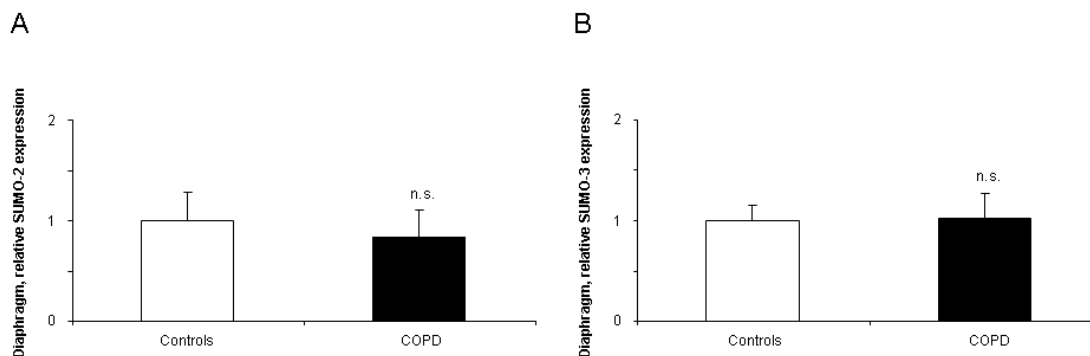 A
Diaphragm, relative SUMO-2 expression
2
1
0
n.s.
Controls
COPD
B
Diaphragm, relative SUMO-3 expression
2
1
0
n.s.
Controls
COPD